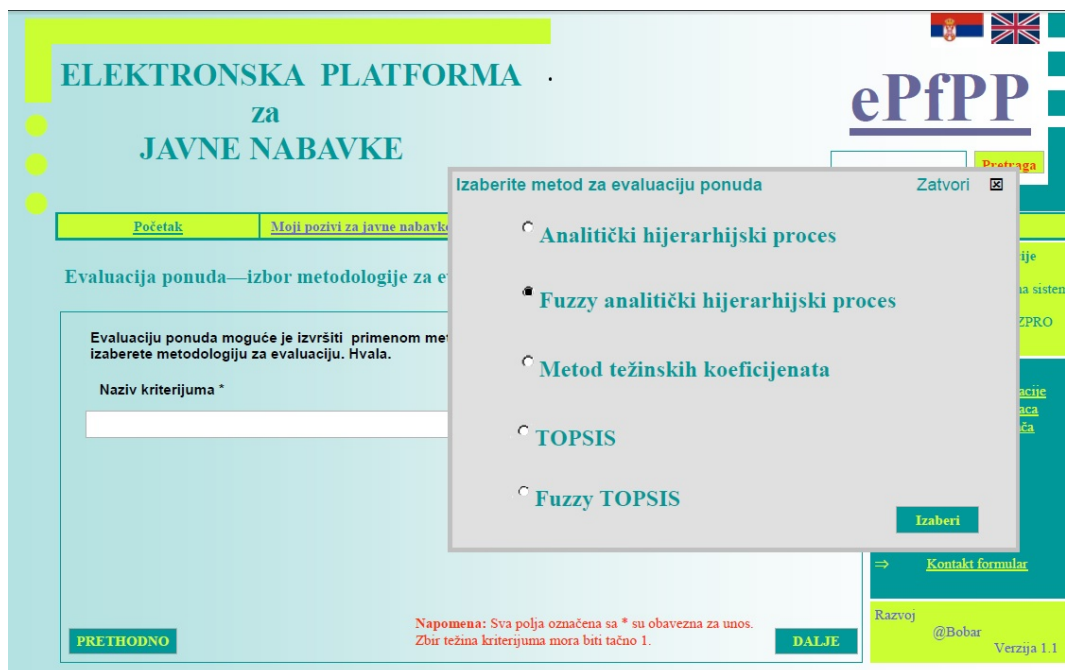 ELEKTRONSKA PLATFORMA
za
JAVNE NABAVKE
ePfPP
Pretraga
Početak
Moji pozivi za javne nabavke
Izaberite metod za evaluaciju ponuda
Zatvori
Analitički hijerarhijski proces
Fuzzy analitički hijerarhijski proces
Metod težinskih koeficijenata
TOPSIS
Fuzzy TOPSIS
Izaberi
Evaluacija ponuda—izbor metodologije za
Evaluaciju ponuda moguće je izvršiti primenom
izaberete metodologiju za evaluaciju. Hvala.
Naziv kriterijuma *
Napomena: Sva polja označena sa * su obavezna za unos.
Zbir težina kriterijuma mora biti tačno 1.
PRETHODNO
DALJE
⇒ Kontakt formular
Razvoj
@Bobar
Verzija 1.1